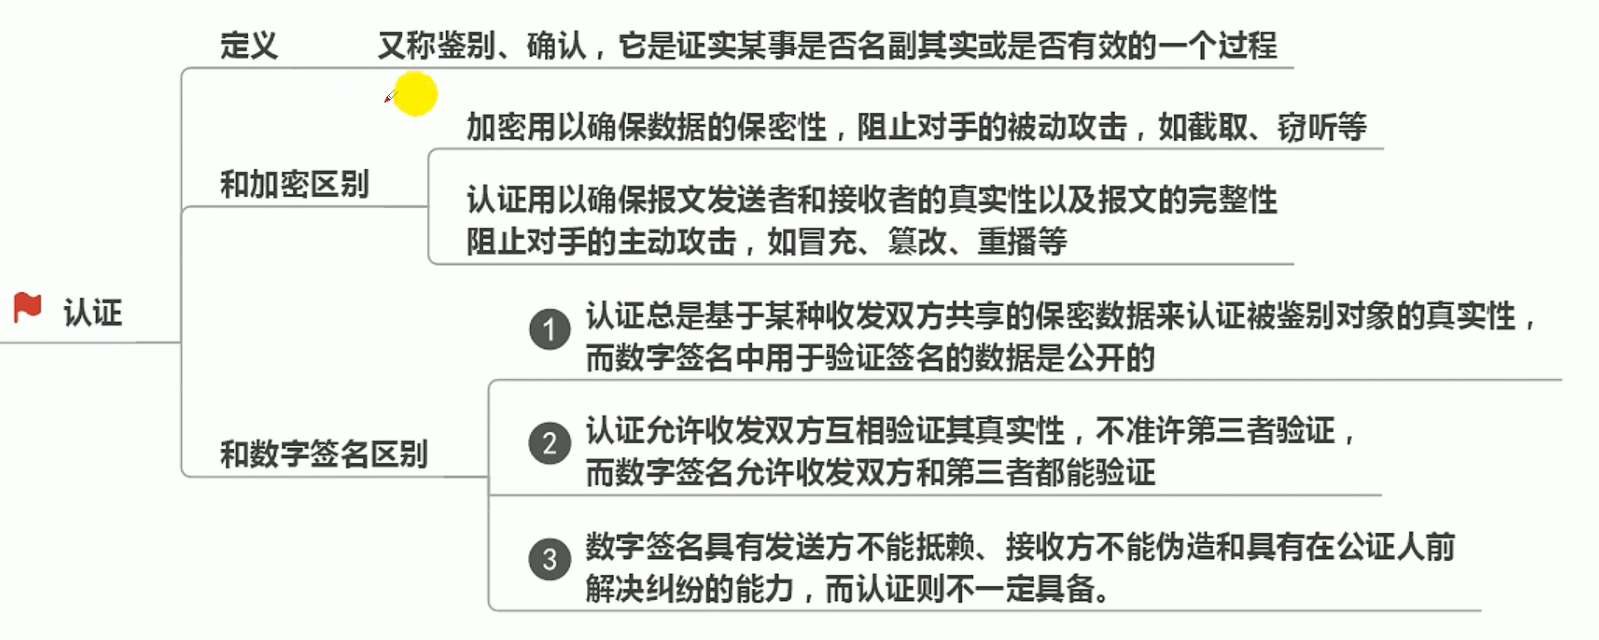 定义
又称鉴别、确认，它是证实某事是否名副其实或是否有效的一个过程
加密用以确保数据的保密性，阻止对手的被动攻击，如截取、窃听等
和加密区别
认证用以确保报文发送者和接收者的真实性以及报文的完整性
阻止对手的主动攻击，如冒充、篡改、重播等
认证
1 认证总是基于某种收发双方共享的保密数据来认证被鉴别对象的真实性，
而数字签名中用于验证签名的数据是公开的
和数字签名区别
2 认证允许收发双方互相验证其真实性，不准许第三者验证，
而数字签名允许收发双方和第三者都能验证
3 数字签名具有发送方不能抵赖、接收方不能伪造和具有在公证人前
解决纠纷的能力，而认证则不一定具备。